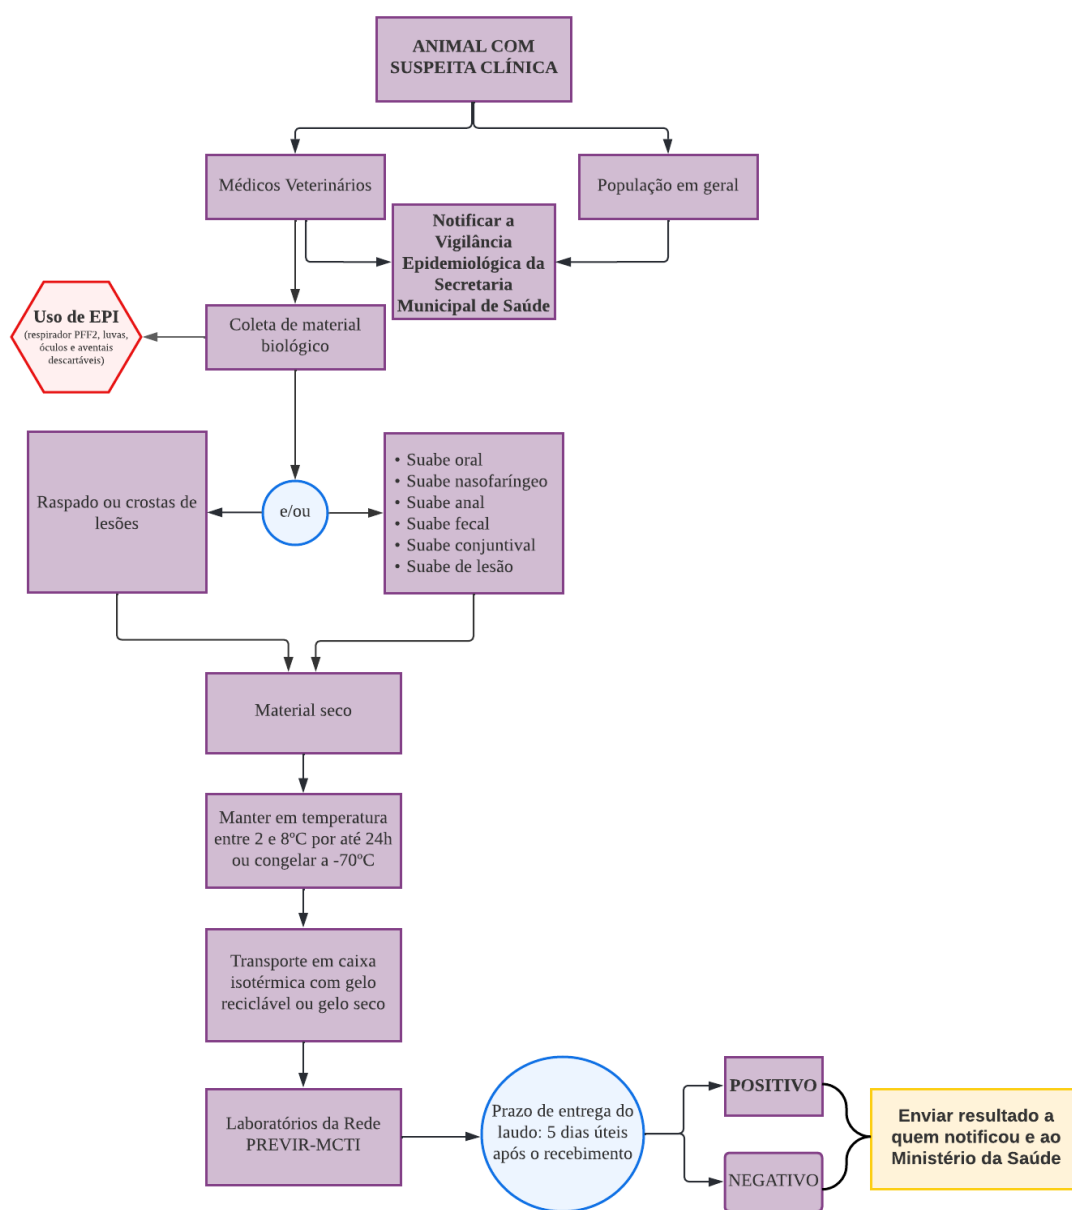 ANIMAL COM
SUSPEITA CLÍNICA
Médicos Veterinários
População em geral
Notificar a
Vigilância
Epidemiológica da
Secretaria
Municipal de Saúde
Uso de EPI
(respirador PFF2, luvas,
óculos e aventais
descartáveis)
Coleta de material
biológico
Raspado ou crostas de
lesões
e/ou
• Suabe oral
• Suabe nasofaríngeo
• Suabe anal
• Suabe fecal
• Suabe conjuntival
• Suabe de lesão
Material seco
Manter em temperatura
entre 2 e 8ºC por até 24h
ou congelar a -70ºC
Transporte em caixa
isotérmica com gelo
reciclável ou gelo seco
Laboratórios da Rede
PREVIR-MCTI
Prazo de entrega do
laudo: 5 dias úteis
após o recebimento
POSITIVO
NEGATIVO
Enviar resultado a
quem notificou e ao
Ministério da Saúde